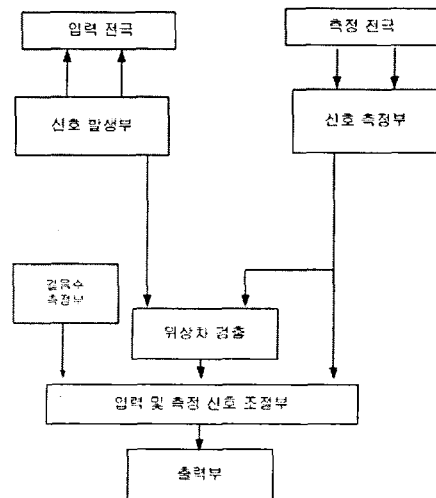 입력 전극
측정 전극
신호 발생부
신호 측정부
걸음수
측정부
위상차 검출
입력 및 측정 신호 조정부
출력부